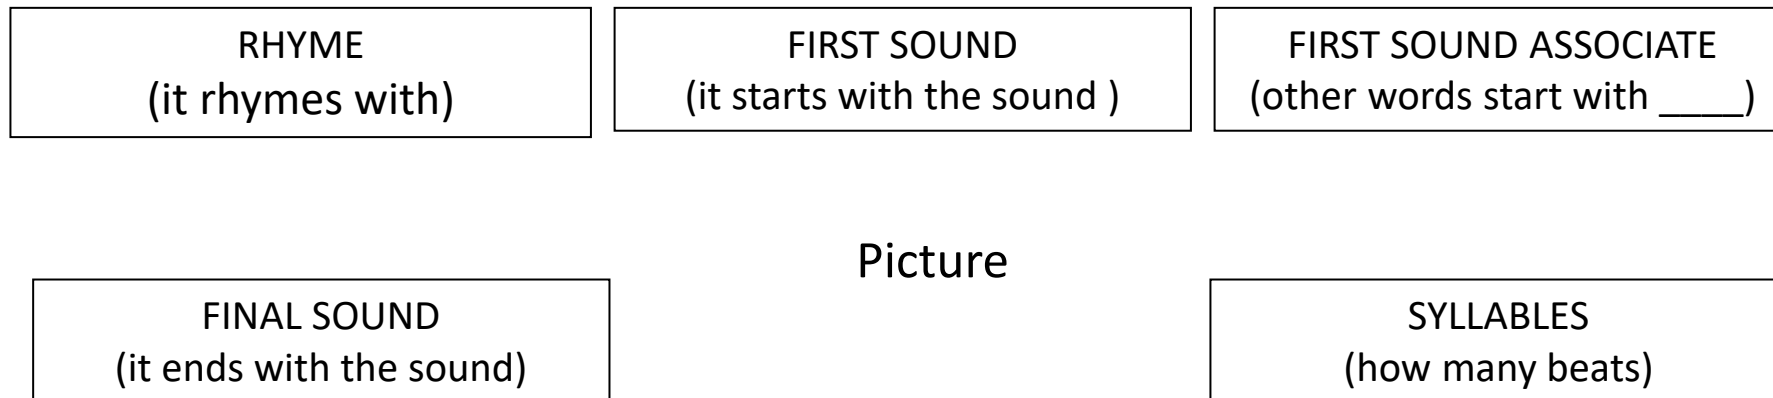 RHYME
(it rhymes with)
FIRST SOUND
(it starts with the sound )
FIRST SOUND ASSOCIATE
(other words start with ____)
Picture
FINAL SOUND
(it ends with the sound)
SYLLABLES
(how many beats)